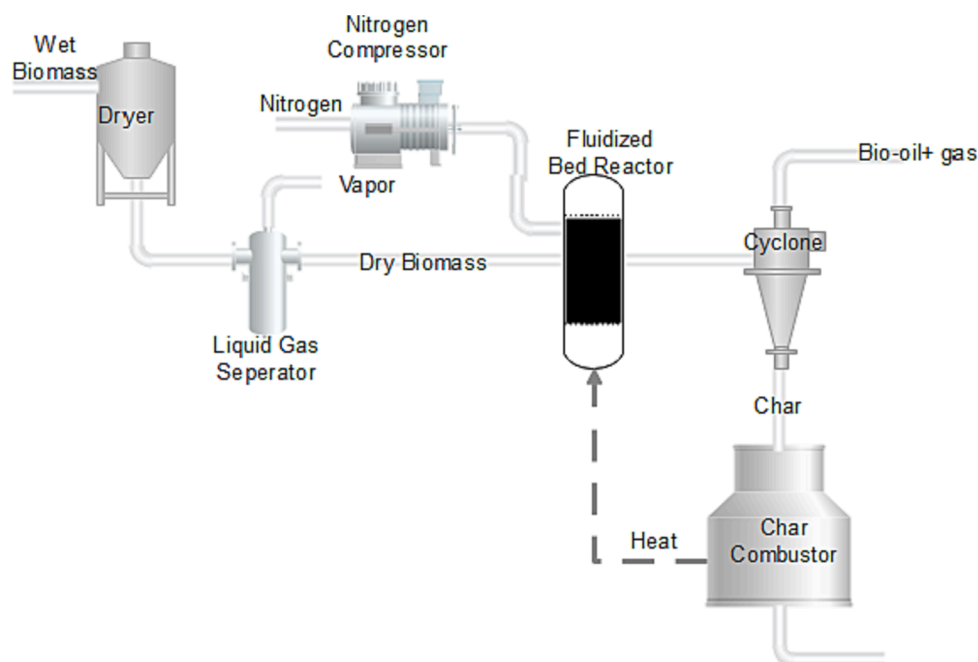 Wet
Biomass
Dryer
Nitrogen
Compressor
Nitrogen
Vapor
Fluidized
Bed Reactor
Bio-oil+ gas
Cyclone
Dry Biomass
Liquid Gas
Seperator
Char
Char
Combustor
Heat